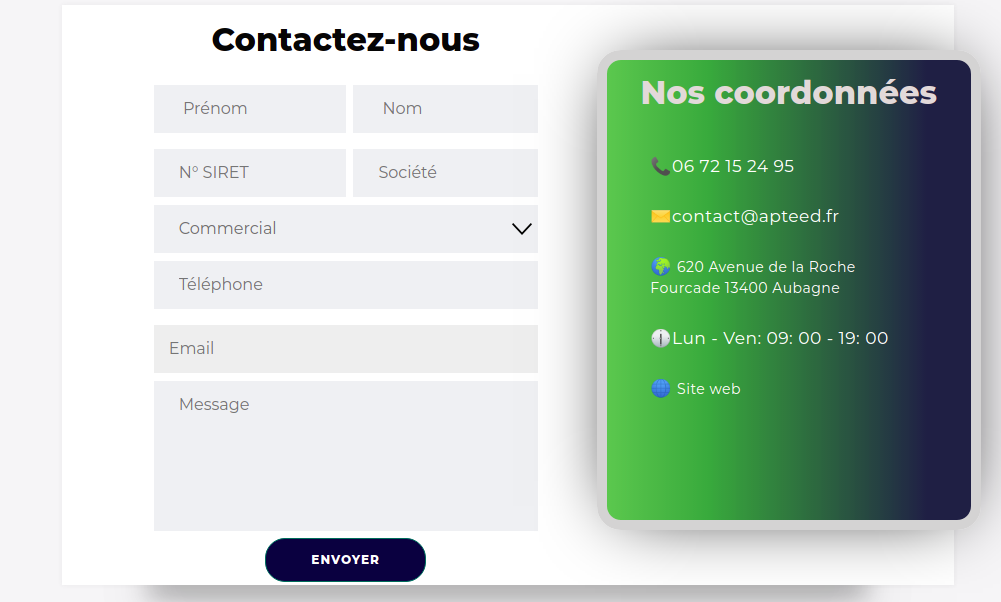 Contactez-nous
Prénom
Nom
N° SIRET
Société
Commercial
Téléphone
Email
Message
ENVOYER
Nos coordonnées
06 72 15 24 95
contact@apteed.fr
620 Avenue de la Roche
Fourcade 13400 Aubagne
Lun - Ven: 09: 00 - 19: 00
Site web